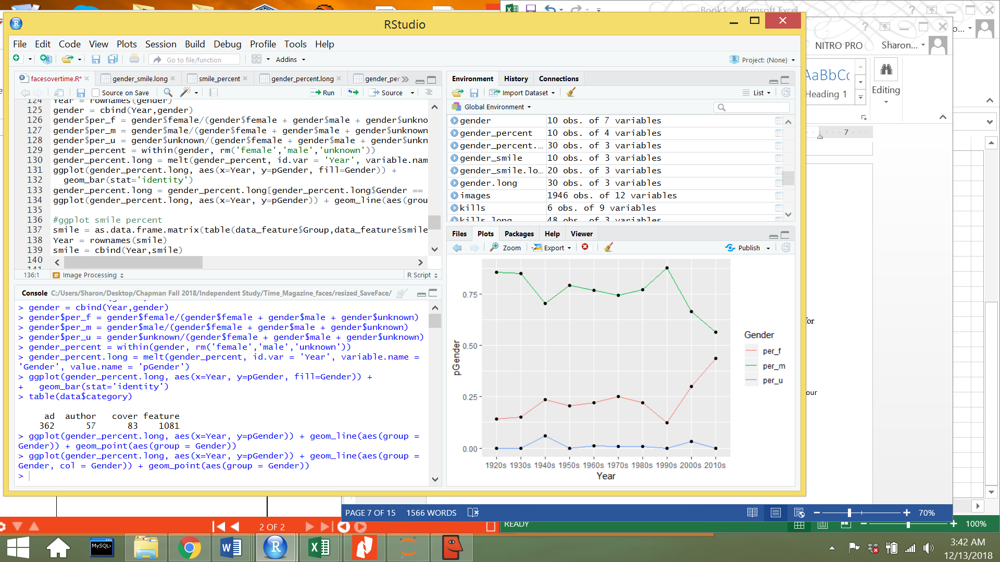 Book1 - Microsoft Excel
RStudio
File Edit Code View Plots Session Build Debug Profile Tools Help
Go to file/function
Addins
Project: (None)
NITRO PRO
Sharon...
AaBbCc
Heading 1
Editing
7
facesovertime.R*
gender_smile.long
smile_percent
gender_percent.long
gender_per
Source on Save
Run
Source
124 Year = rownames(gender)
125 gender = cbind(Year,gender)
126 gender$per_f = gender$female/(gender$female + gender$male + gender$unkno
127 gender$per_m = gender$male/(gender$female + gender$male + gender$unknown
128 gender$per_u = gender$unknown/(gender$female + gender$male + gender$unkn
129 gender_percent = within(gender, rm('female','male','unknown'))
130 gender_percent.long = melt(gender_percent, id.var = 'Year', variable.nam
131 ggplot(gender_percent.long, aes(x=Year, y=pGender, fill=Gender)) +
132 geom_bar(stat='identity')
133 gender_percent.long = gender_percent.long[gender_percent.long$Gender ==
134 ggplot(gender_percent.long, aes(x=Year, y=pGender)) + geom_line(aes(grou
135
136 #ggplot smile percent
137 smile = as.data.frame.matrix(table(data_feature$Group,data_feature$smile
138 Year = rownames(smile)
139 smile = cbind(Year,smile)
140
141
136:1
# Image Processing
R Script
Console C:/Users/Sharon/Desktop/Chapman Fall 2018/Independent Study/Time_Magazine_faces/resized_SaveFace/
> gender = cbind(Year,gender)
> gender$per_f = gender$female/(gender$female + gender$male + gender$unknown)
> gender$per_m = gender$male/(gender$female + gender$male + gender$unknown)
> gender$per_u = gender$unknown/(gender$female + gender$male + gender$unknown)
> gender_percent = within(gender, rm('female','male','unknown'))
> gender_percent.long = melt(gender_percent, id.var = 'Year', variable.name =
'Gender', value.name = 'pGender')
> ggplot(gender_percent.long, aes(x=Year, y=pGender, fill=Gender)) +
+ geom_bar(stat='identity')
> table(data$category)
ad author cover feature
362 57 83 1081
> ggplot(gender_percent.long, aes(x=Year, y=pGender)) + geom_line(aes(group =
Gender)) + geom_point(aes(group = Gender))
> ggplot(gender_percent.long, aes(x=Year, y=pGender)) + geom_line(aes(group =
Gender, col = Gender)) + geom_point(aes(group = Gender))
>
Environment History Connections
Import Dataset
List
Global Environment
gender 10 obs. of 7 variables
gender_percent 10 obs. of 4 variables
gender_percent.… 30 obs. of 3 variables
gender_smile 10 obs. of 3 variables
gender_smile.lo… 20 obs. of 3 variables
gender.long 30 obs. of 3 variables
images 1946 obs. of 12 variables
kills 6 obs. of 9 variables
kills.long 48 obs. of 3 variables
Files Plots Packages Help Viewer
Zoom Export
Publish
0.75
0.50
0.25
0.00
pGender
1920s 1930s 1940s 1950s 1960s 1970s 1980s 1990s 2000s 2010s
Year
Gender
per_f
per_m
per_u
for
our
PAGE 7 OF 15 1566 WORDS
70%
2 OF 2
READY
100%
MySQL>
3:42 AM
12/13/2018